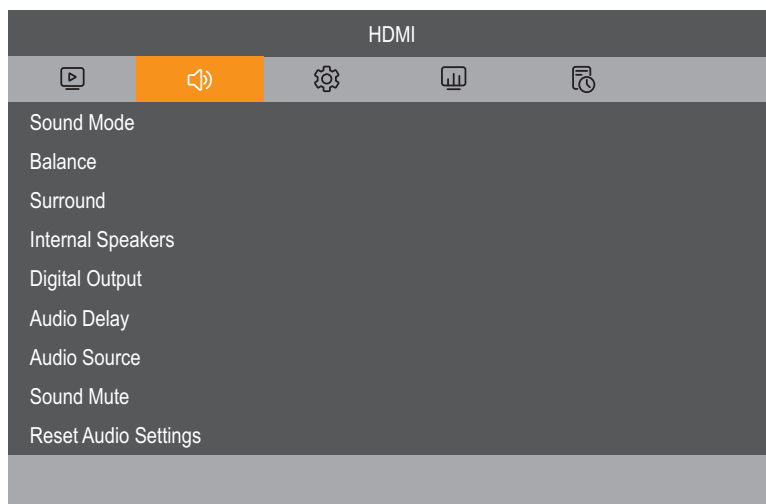 HDMI
Sound Mode
Balance
Surround
Internal Speakers
Digital Output
Audio Delay
Audio Source
Sound Mute
Reset Audio Settings